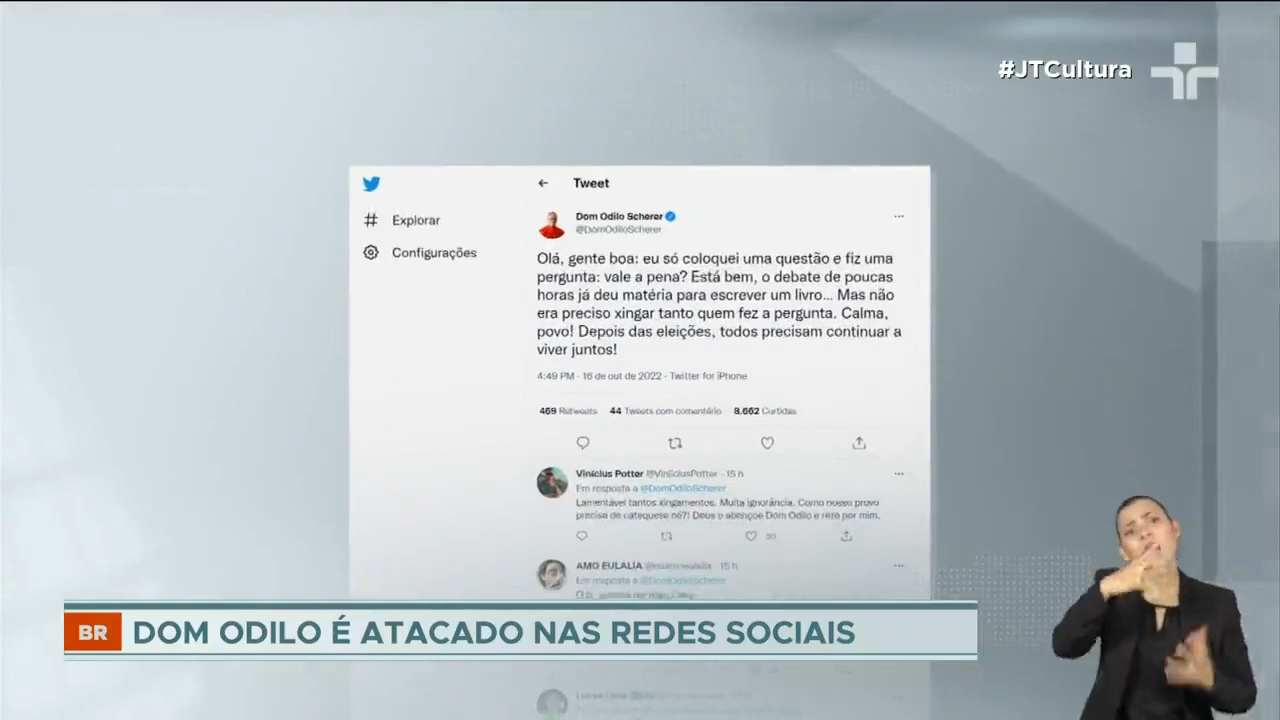 #JTCultura
Tweet
Explorar
Configurações
Dom Odilo Scherer
@DomOdiloScherer
Olá, gente boa: eu só coloquei uma questão e fiz uma
pergunta: vale a pena? Está bem, o debate de poucas
horas já deu matéria para escrever um livro... Mas não
era preciso xingar tanto quem fez a pergunta. Calma,
povo! Depois das eleições, todos precisam continuar a
viver juntos!
4:49 PM · 16 de out de 2022 · Twitter for iPhone
469 Retweets 44 Tweets com comentário 8.662 Curtidas
Vinícius Potter @ViniiciusPotter · 15 h
Em resposta a @DomOdiloScherer
Lamentável tantos xingamentos. Muita ignorância. Como nosso provo
precisa de catequese né?! Deus o abençoe Dom Odilo e reze por mim.
AMO EULALIA · 15 h
Em resposta a @DomOdiloScherer
BR DOM ODILO É ATACADO NAS REDES SOCIAIS